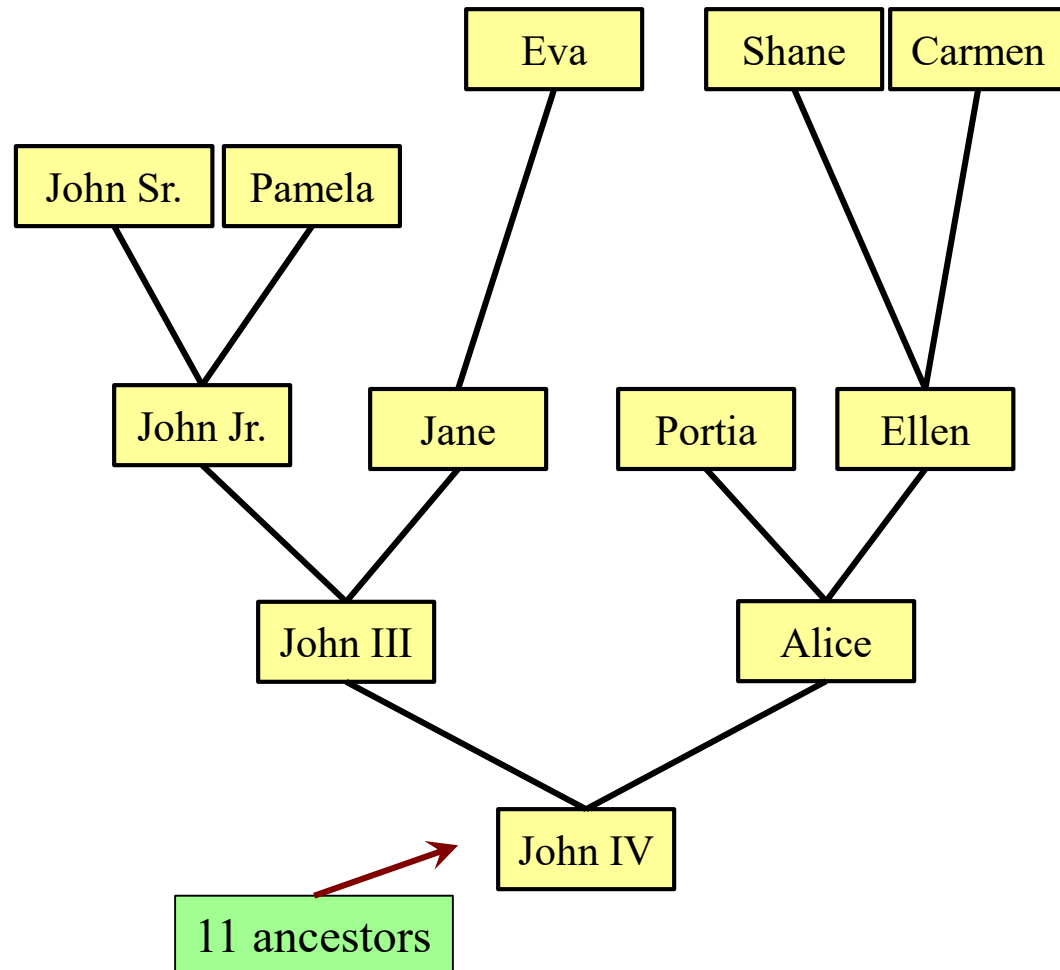 Eva
Shane
Carmen
John Sr.
Pamela
John Jr.
Jane
Portia
Ellen
John III
Alice
John IV
11 ancestors